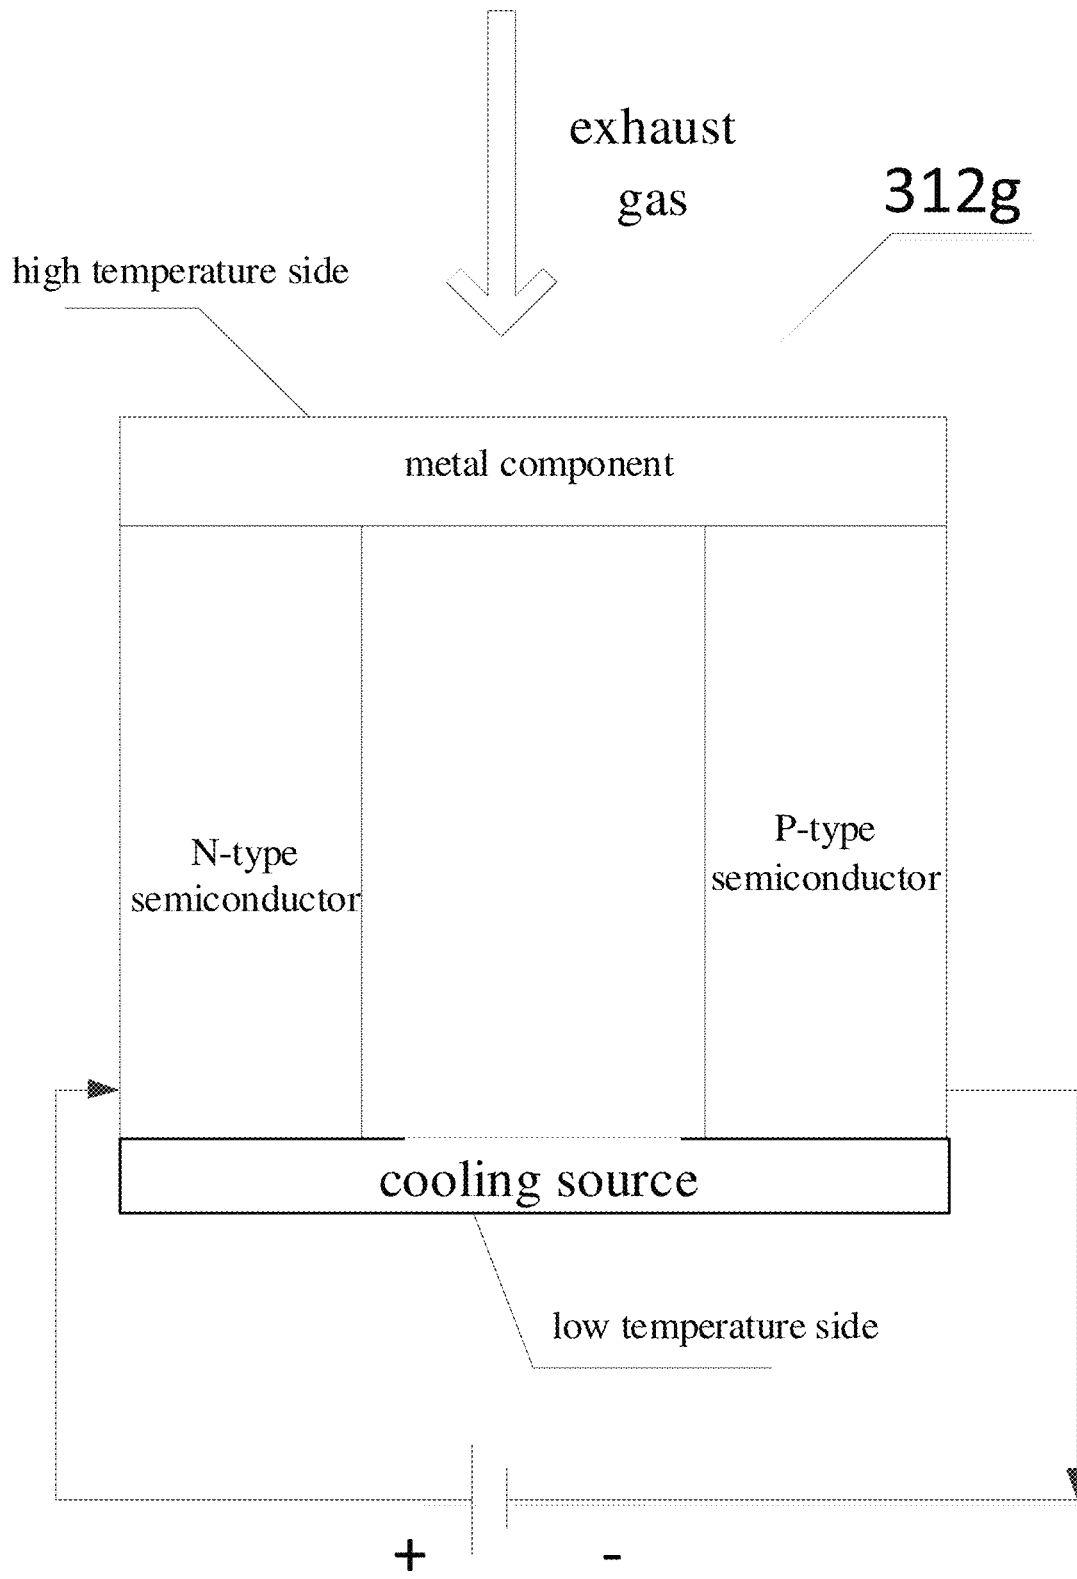 exhaust
gas
312g
high temperature side
metal component
N-type
semiconductor
P-type
semiconductor
cooling source
low temperature side
+ -